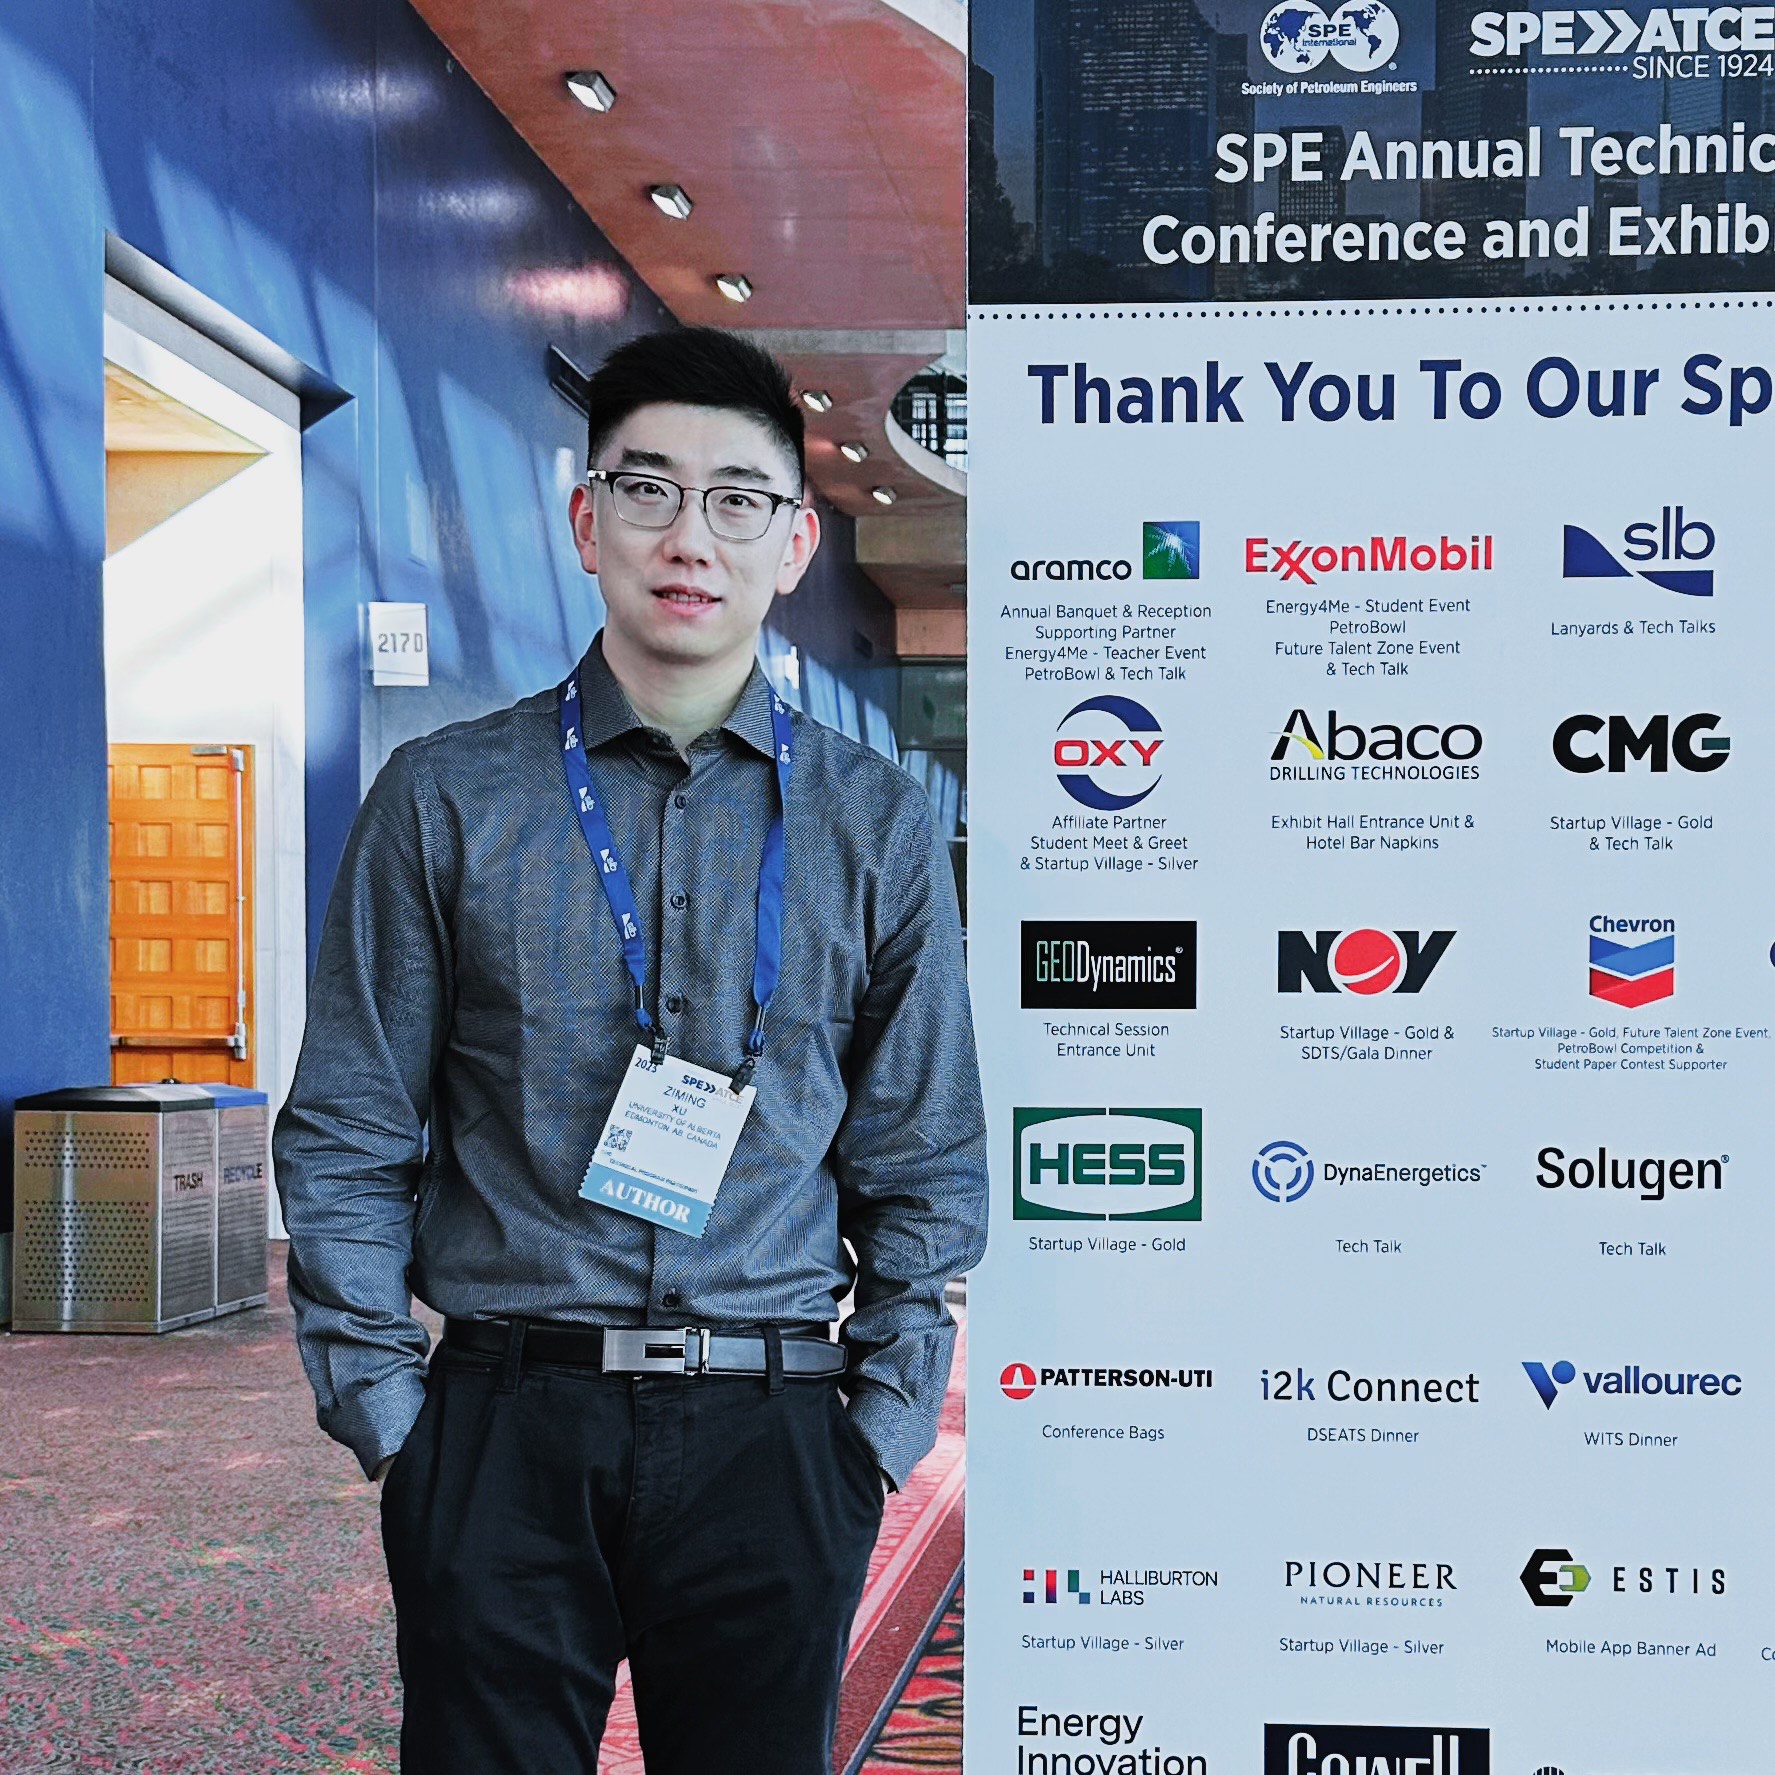 SPE
International
Society of Petroleum Engineers
SPE ATCE
SINCE 1924
SPE Annual Technic
Conference and Exhib
Thank You To Our Sp
aramco
Annual Banquet & Reception
Supporting Partner
Energy4Me - Teacher Event
PetroBowl & Tech Talk
ExxonMobil
Energy4Me - Student Event
PetroBowl
Future Talent Zone Event
& Tech Talk
slb
Lanyards & Tech Talks
OXY
Affiliate Partner
Student Meet & Greet
& Startup Village - Silver
Abaco
DRILLING TECHNOLOGIES
Exhibit Hall Entrance Unit &
Hotel Bar Napkins
CMG
Startup Village - Gold
& Tech Talk
GEODynamics®
Technical Session
Entrance Unit
NOV
Startup Village - Gold &
SDTS/Gala Dinner
Chevron
Startup Village - Gold, Future Talent Zone Event,
PetroBowl Competition &
Student Paper Contest Supporter
HESS
Startup Village - Gold
DynaEnergetics™
Tech Talk
Solugen®
Tech Talk
PATTERSON-UTI
Conference Bags
i2k Connect
DSEATS Dinner
vallourec
WITS Dinner
HALLIBURTON
LABS
Startup Village - Silver
PIONEER
NATURAL RESOURCES
Startup Village - Silver
ESTIS
Mobile App Banner Ad
Energy
Innovation
217D
TRASH
RECYCLE
2023
SPE ATCE
ZIMING
XU
UNIVERSITY OF ALBERTA
EDMONTON AB, CANADA
AUTHOR